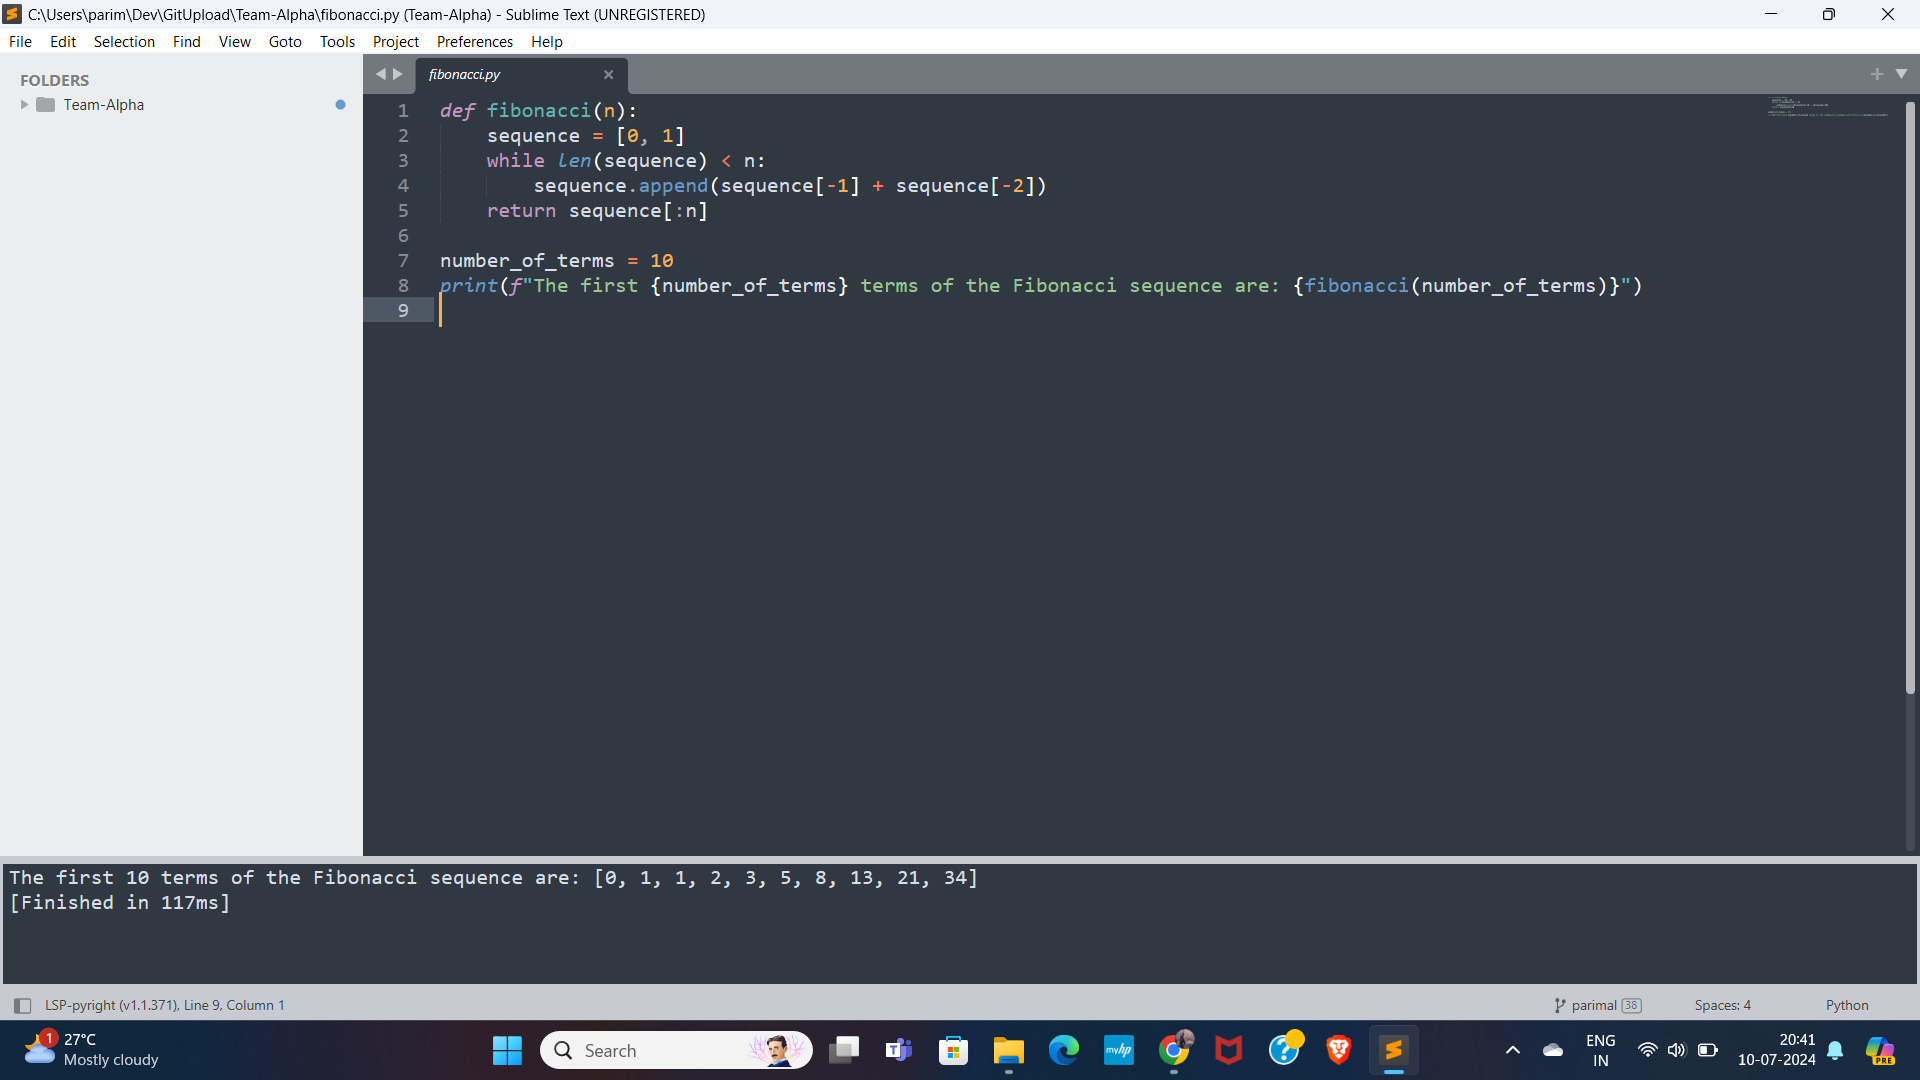 C:\Users\parim\Dev\GitUpload\Team-Alpha\fibonacci.py (Team-Alpha) - Sublime Text (UNREGISTERED)
File Edit Selection Find View Goto Tools Project Preferences Help
FOLDERS
Team-Alpha
fibonacci.py
1 def fibonacci(n):
2     sequence = [0, 1]
3     while len(sequence) < n:
4         sequence.append(sequence[-1] + sequence[-2])
5     return sequence[:n]
6
7 number_of_terms = 10
8 print(f"The first {number_of_terms} terms of the Fibonacci sequence are: {fibonacci(number_of_terms)}")
9
The first 10 terms of the Fibonacci sequence are: [0, 1, 1, 2, 3, 5, 8, 13, 21, 34]
[Finished in 117ms]
LSP-pyright (v1.1.371), Line 9, Column 1 parimal 38 Spaces: 4 Python
1 27°C
Mostly cloudy
Search
myhp
ENG
IN
20:41
10-07-2024
PRE